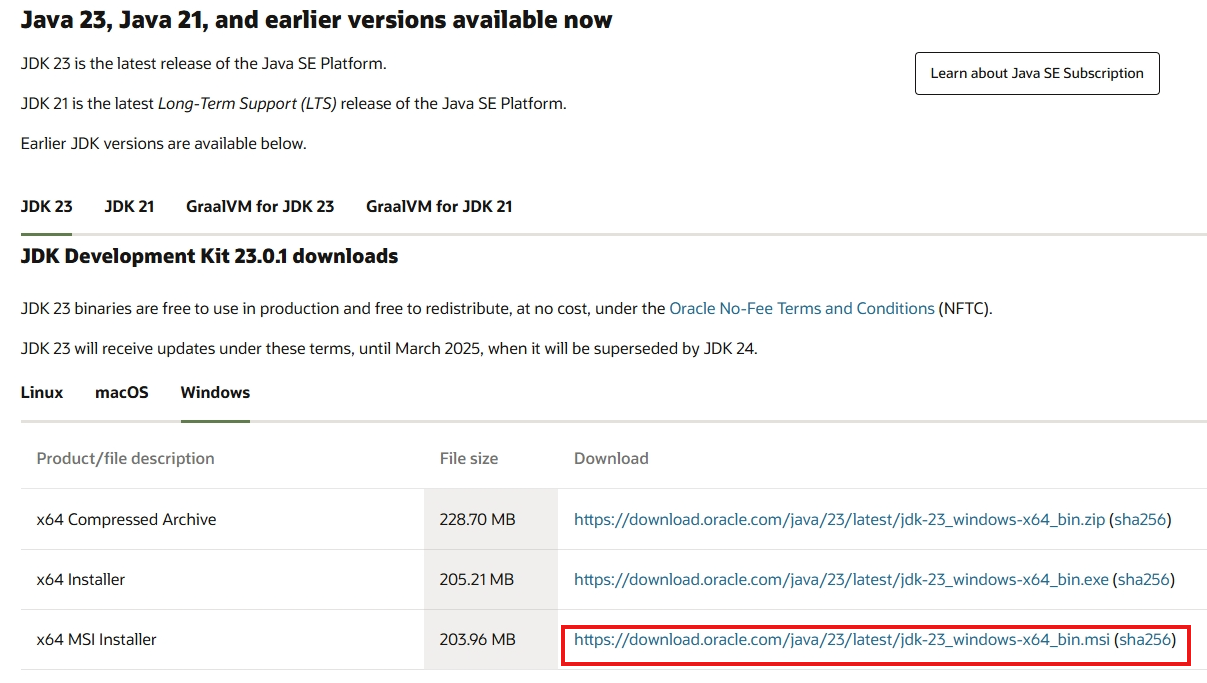 Java 23, Java 21, and earlier versions available now
JDK 23 is the latest release of the Java SE Platform.
Learn about Java SE Subscription
JDK 21 is the latest Long-Term Support (LTS) release of the Java SE Platform.
Earlier JDK versions are available below.
JDK 23 JDK 21 GraalVM for JDK 23 GraalVM for JDK 21
JDK Development Kit 23.0.1 downloads
JDK 23 binaries are free to use in production and free to redistribute, at no cost, under the Oracle No-Fee Terms and Conditions (NFTC).
JDK 23 will receive updates under these terms, until March 2025, when it will be superseded by JDK 24.
Linux macOS Windows
Product/file description File size Download
x64 Compressed Archive 228.70 MB https://download.oracle.com/java/23/latest/jdk-23_windows-x64_bin.zip (sha256)
x64 Installer 205.21 MB https://download.oracle.com/java/23/latest/jdk-23_windows-x64_bin.exe (sha256)
x64 MSI Installer 203.96 MB https://download.oracle.com/java/23/latest/jdk-23_windows-x64_bin.msi (sha256)